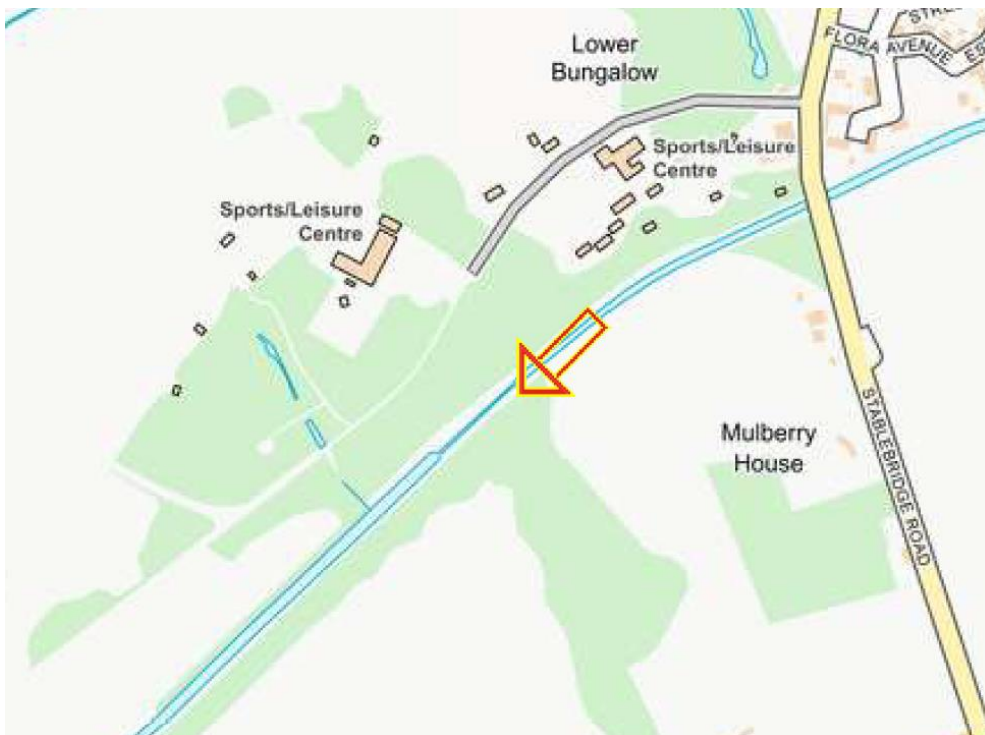 Lower
Bungalow
FLORA AVENUE
Sports/Leisure
Centre
Sports/Leisure
Centre
Mulberry
House
STABLEBRIDGE ROAD